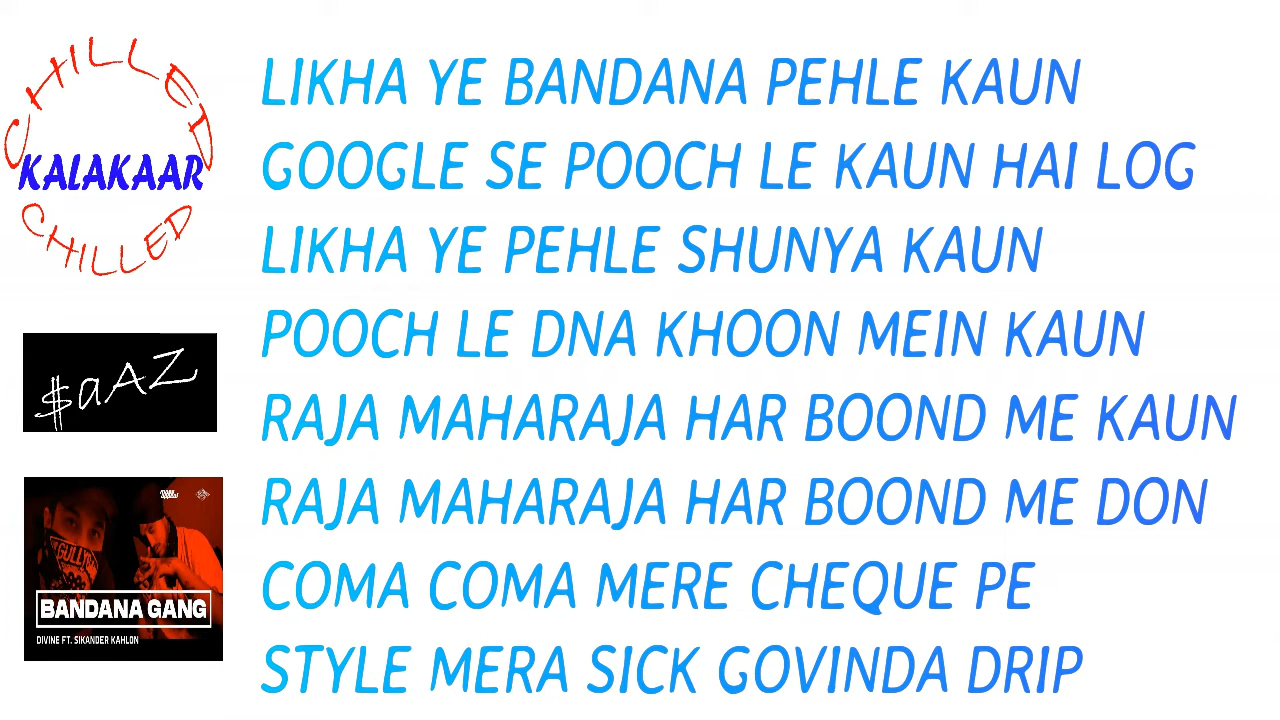 CHILLED
KALAKAAR
CHILLED
$aAZ
GULLY
BANDANA GANG
DIVINE FT. SIKANDER KAHLON
LIKHA YE BANDANA PEHLE KAUN
GOOGLE SE POOCH LE KAUN HAI LOG
LIKHA YE PEHLE SHUNYA KAUN
POOCH LE DNA KHOON MEIN KAUN
RAJA MAHARAJA HAR BOOND ME KAUN
RAJA MAHARAJA HAR BOOND ME DON
COMA COMA MERE CHEQUE PE
STYLE MERA SICK GOVINDA DRIP